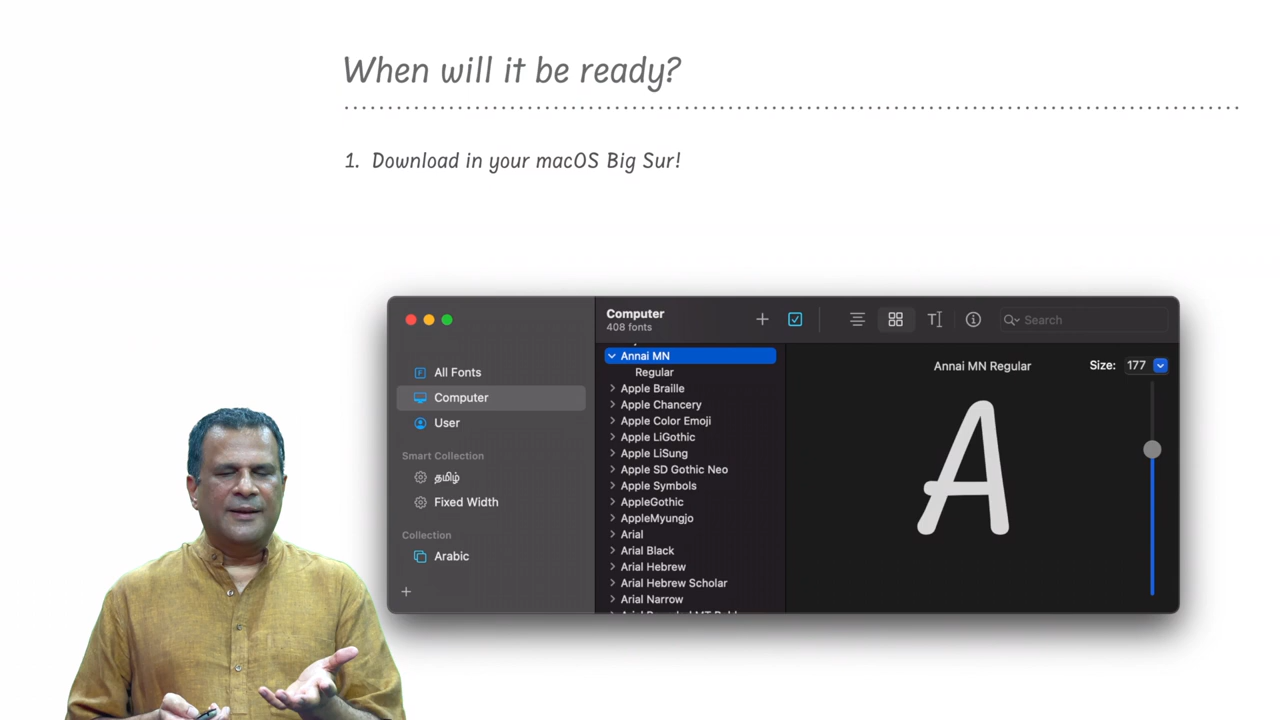 When will it be ready?
1. Download in your macOS Big Sur!
Computer
408 fonts
Search
All Fonts
Computer
User
Smart Collection
தமிழ்
Fixed Width
Collection
Arabic
Annai MN
Regular
Apple Braille
Apple Chancery
Apple Color Emoji
Apple LiGothic
Apple LiSung
Apple SD Gothic Neo
Apple Symbols
AppleGothic
AppleMyungjo
Arial
Arial Black
Arial Hebrew
Arial Hebrew Scholar
Arial Narrow
Annai MN Regular
Size: 177
A